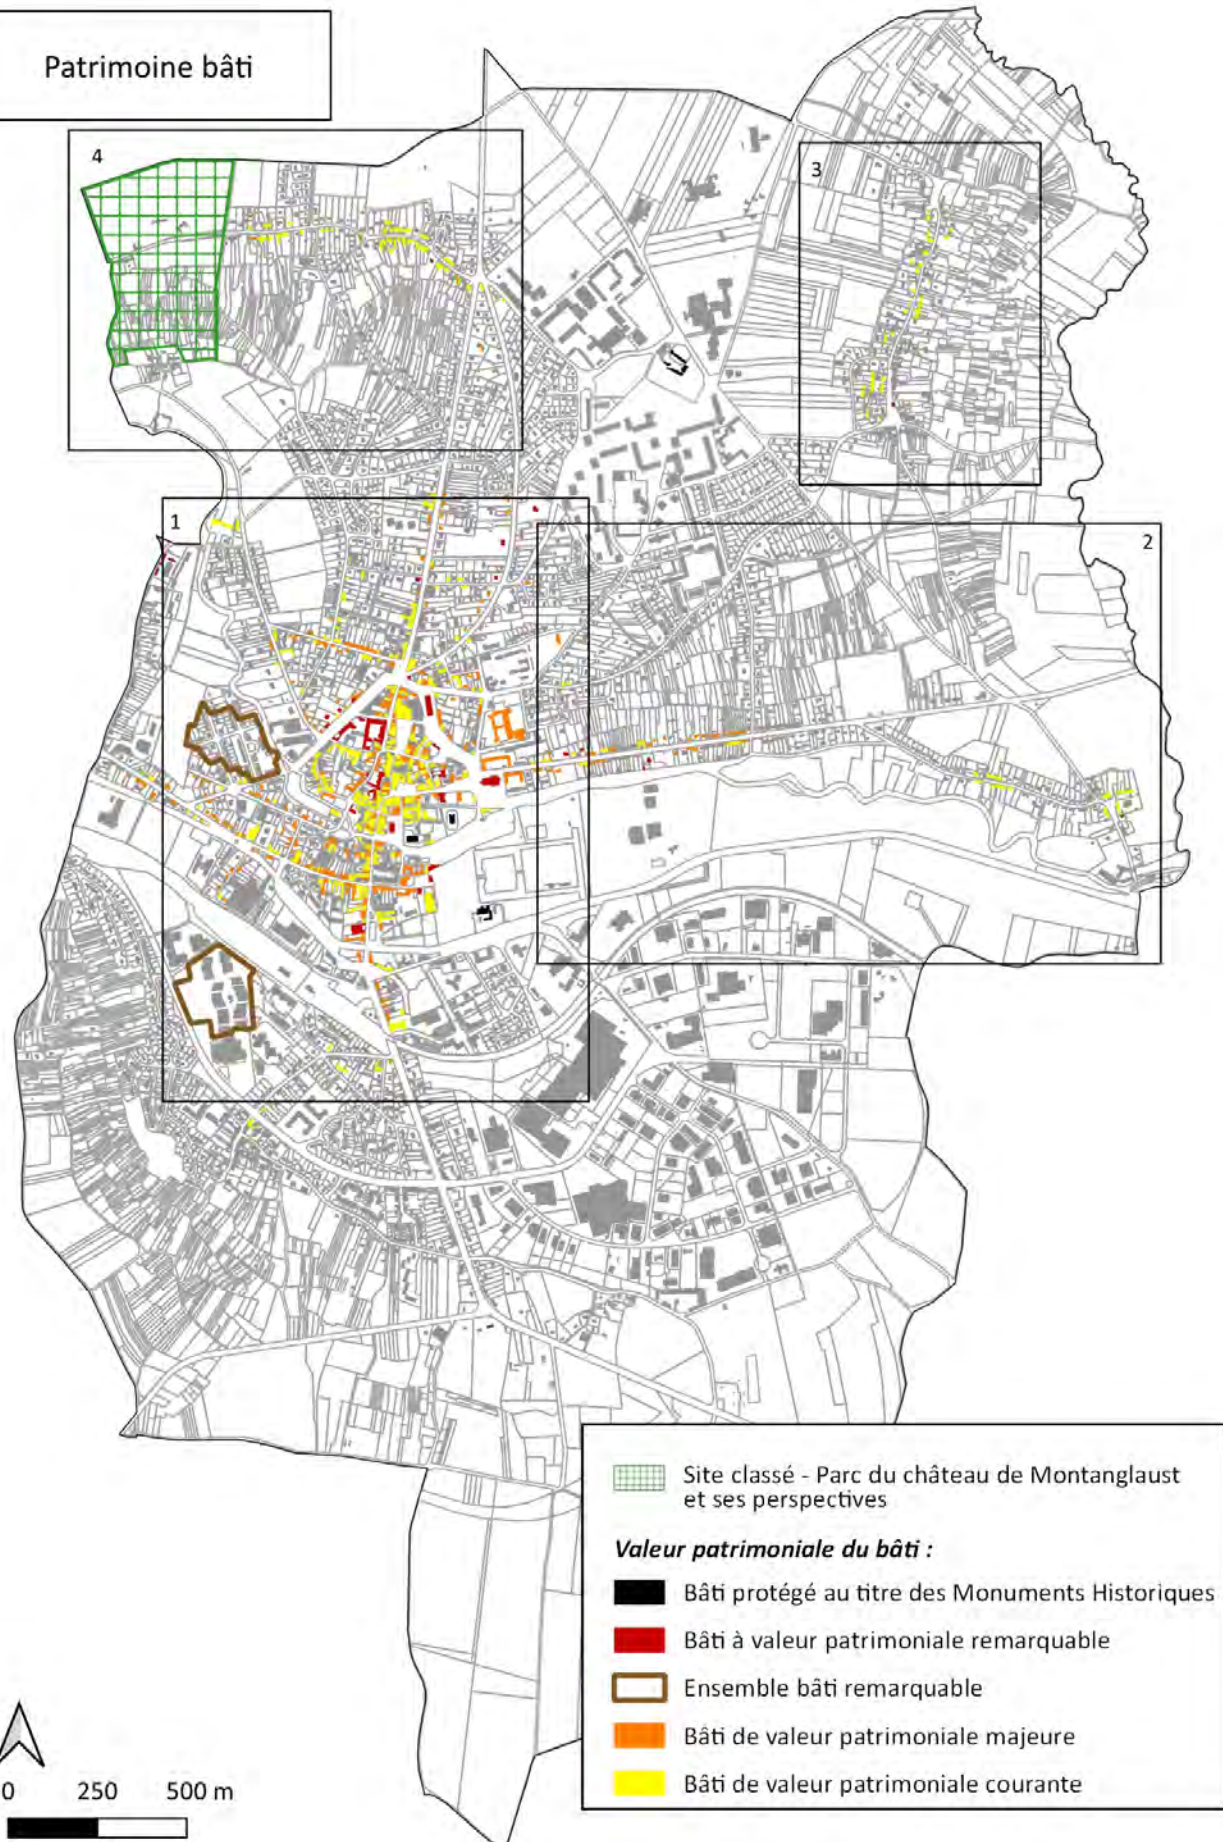 Patrimoine bâti
4
3
1
2
Site classé - Parc du château de Montanglaust
et ses perspectives
Valeur patrimoniale du bâti :
Bâti protégé au titre des Monuments Historiques
Bâti à valeur patrimoniale remarquable
Ensemble bâti remarquable
Bâti de valeur patrimoniale majeure
Bâti de valeur patrimoniale courante
0 250 500 m